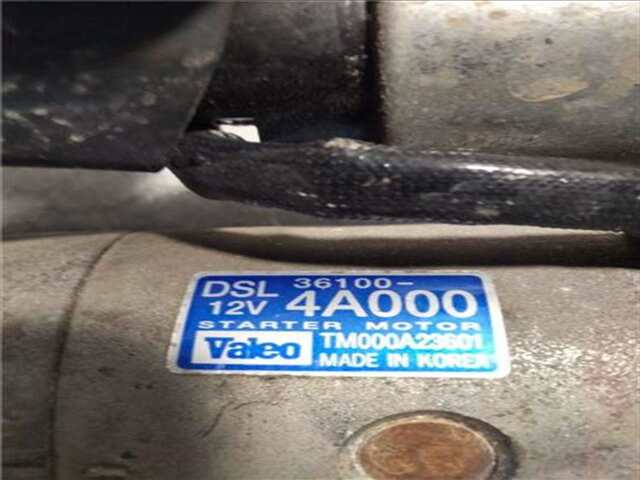 DSL 36100-
12V 4A000
STARTER MOTOR
Valeo TM000A23601
MADE IN KOREA